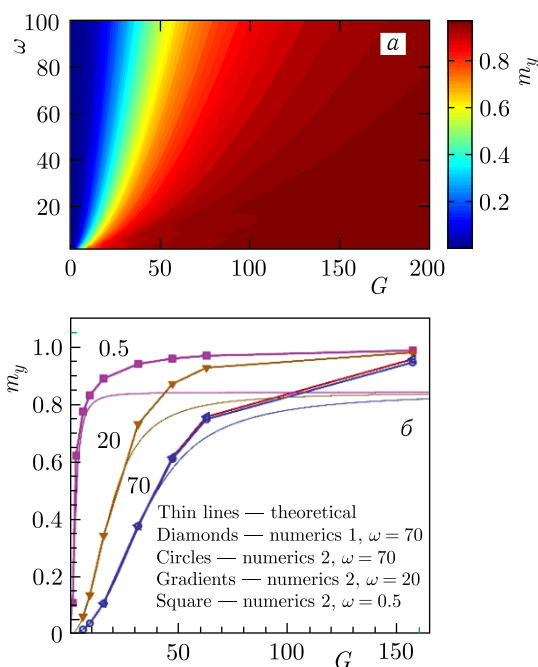 100
80
60
40
20
ω
a
0.8
0.6
0.4
0.2
m_y
0 50 100 150 200
G
1.0
0.8
0.6
0.4
0.2
0
m_y
0.5
20
70
б
Thin lines — theoretical
Diamonds — numerics 1, ω = 70
Circles — numerics 2, ω = 70
Gradients — numerics 2, ω = 20
Square — numerics 2, ω = 0.5
50 100 150
G